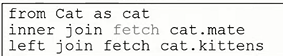 from Cat as cat
inner join fetch cat.mate
left join fetch cat.kittens